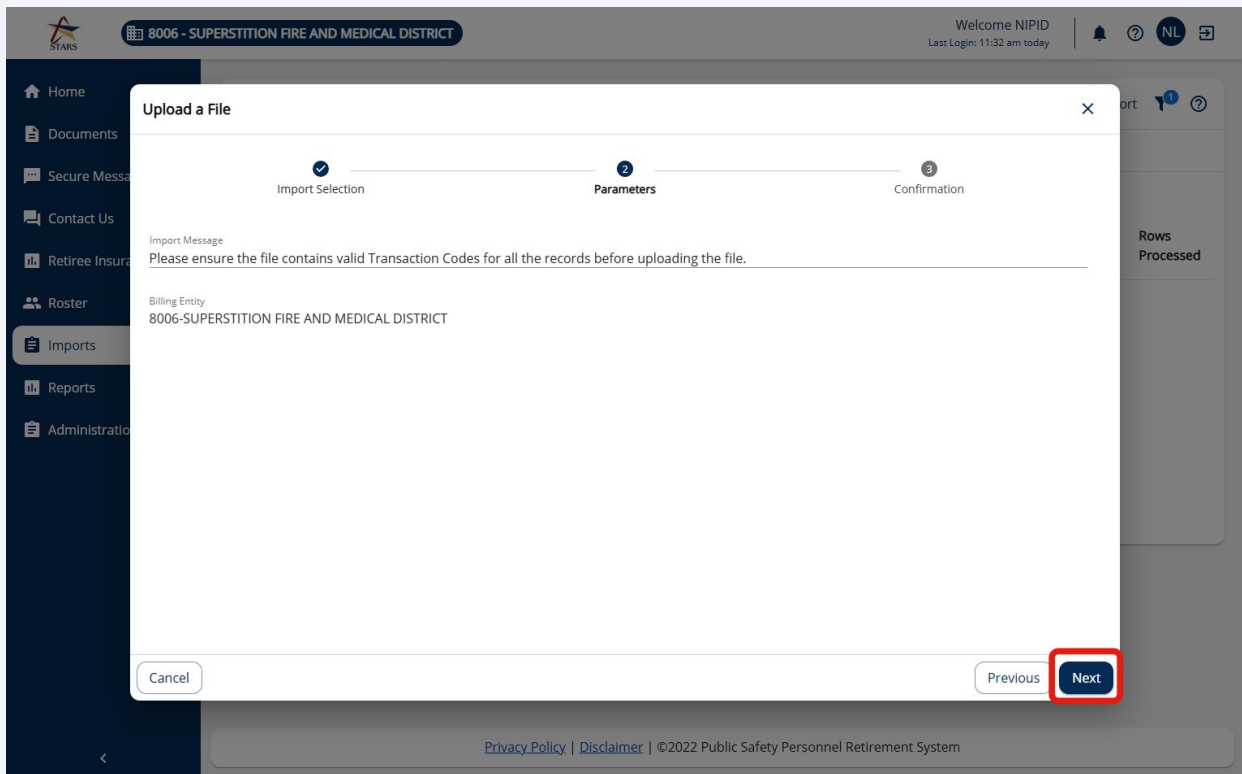 STARS
8006 - SUPERSTITION FIRE AND MEDICAL DISTRICT
Welcome NIPID
Last Login: 11:32 am today
NL
Home
Documents
Secure Messa
Contact Us
Retiree Insura
Roster
Imports
Reports
Administratio
ort
1
Upload a File
2
3
Import Selection
Parameters
Confirmation
Import Message
Please ensure the file contains valid Transaction Codes for all the records before uploading the file.
Billing Entity
8006-SUPERSTITION FIRE AND MEDICAL DISTRICT
Rows
Processed
Cancel
Previous
Next
Privacy Policy | Disclaimer | ©2022 Public Safety Personnel Retirement System